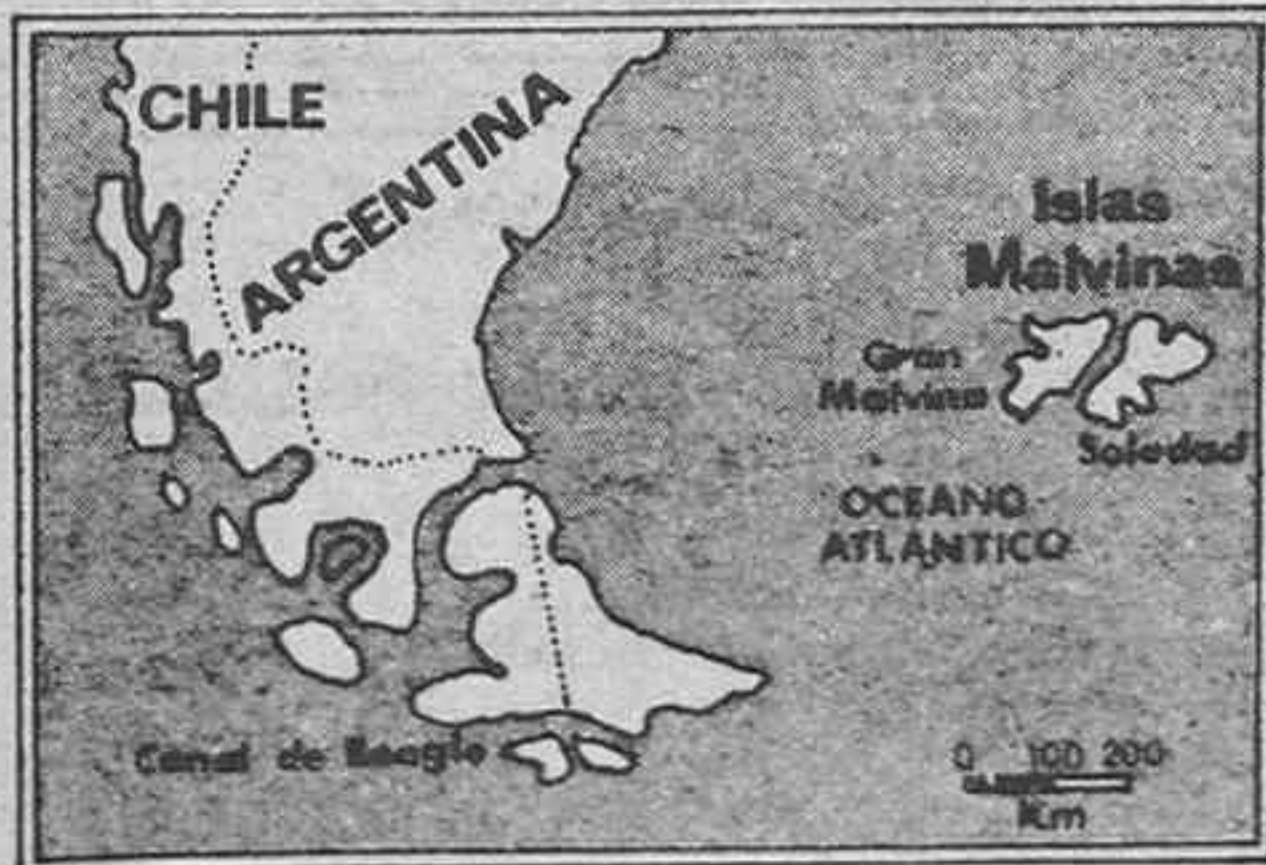 CHILE
ARGENTINA
Islas
Malvinas
Gran
Malvina
Soledad
OCEANO
ATLANTICO
Canal de Beagle
0 100 200
Km